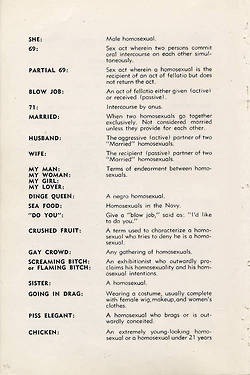 SHE: Male homosexual.
69: Sex act wherein two persons commit
oral intercourse on each other simul-
taneously.
PARTIAL 69: Sex act wherein a homosexual is the
recipient of an act of fellatio but does
not return the act.
BLOW JOB: An act of fellatio either given (active)
or received (passive).
71: Intercourse by anus.
MARRIED: When two homosexuals go together
exclusively. Not considered married
unless they provide for each other.
HUSBAND: The aggressive (active) partner of two
"Married" homosexuals.
WIFE: The recipient (passive) partner of two
"Married" homosexuals.
MY MAN: Terms of endearment between homo-
MY WOMAN: sexuals.
MY GIRL:
MY LOVER:
DINGE QUEEN: A negro homosexual.
SEA FOOD: Homosexuals in the Navy.
"DO YOU": Give a "blow job," said as: "I'd like
to do you."
CRUSHED FRUIT: A term used to characterize a homo-
sexual who tries to deny he is a homo-
sexual.
GAY CROWD: Any gathering of homosexuals.
SCREAMING BITCH: An exhibitionist who outwardly pro-
or FLAMING BITCH: claims his homosexuality and his hom-
osexual intentions.
SISTER: A homosexual.
GOING IN DRAG: Wearing a costume, usually complete
with female wig, makeup, and women's
clothes.
PISS ELEGANT: A homosexual who brags or is out-
wardly conceited.
CHICKEN: An extremely young-looking homo-
sexual or a homosexual under 21 years